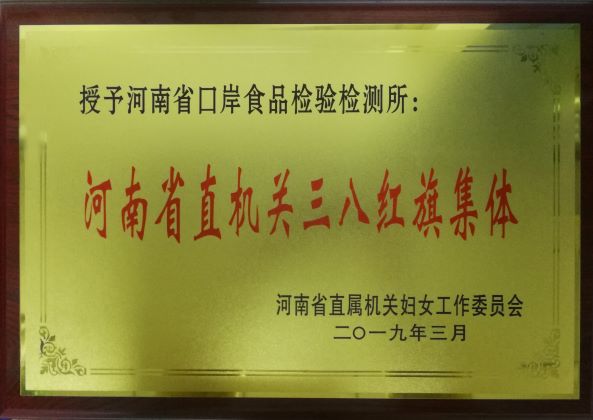 授予河南省口岸食品检验检测所：
河南省直机关三八红旗集体
河南省直属机关妇女工作委员会
二〇一九年三月